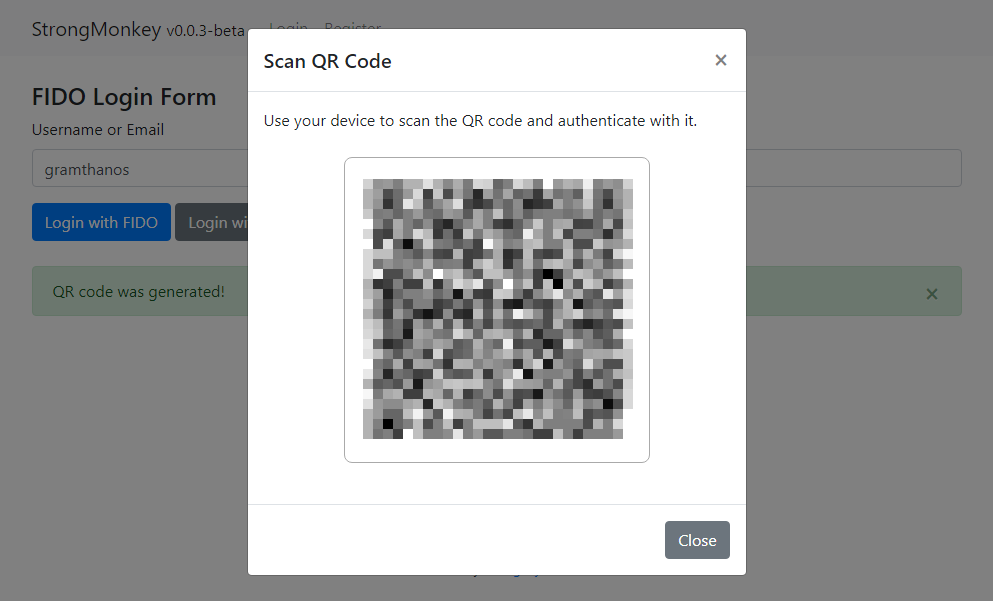 StrongMonkey v0.0.3-beta Login Register
Scan QR Code
×
FIDO Login Form
Use your device to scan the QR code and authenticate with it.
Username or Email
gramthanos
Login with FIDO
Login wi
QR code was generated!
×
Close